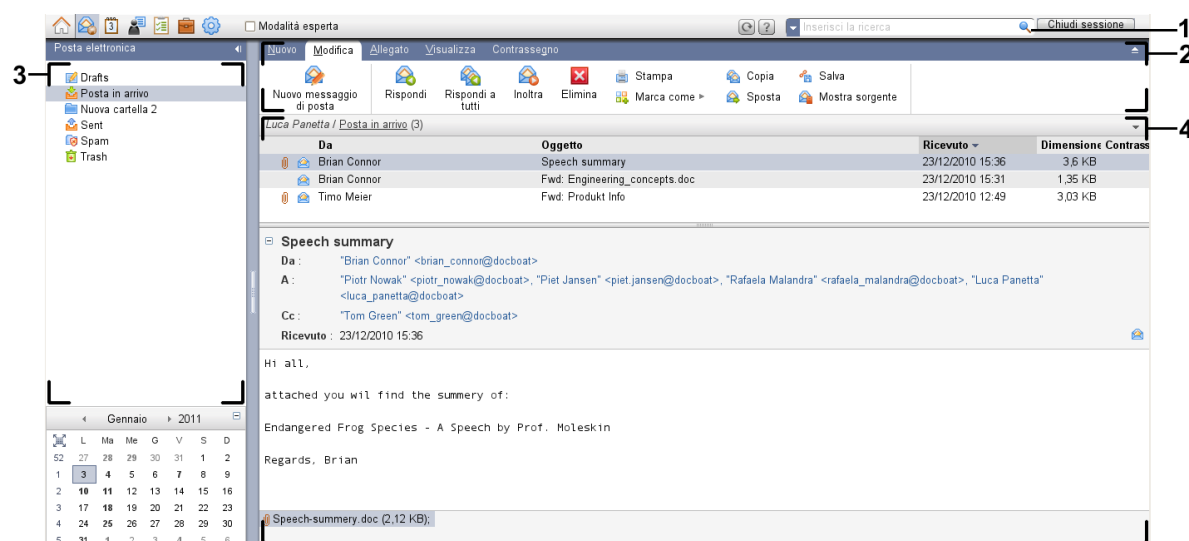 3 Modalità esperta ? Inserisci la ricerca Chiudi sessione 1
Posta elettronica
Nuovo Modifica Allegato Visualizza Contrassegno 2
3
Drafts
Posta in arrivo
Nuova cartella 2
Sent
Spam
Trash
Nuovo messaggio di posta
Rispondi
Rispondi a tutti
Inoltra
Elimina
Stampa
Marca come
Copia
Sposta
Salva
Mostra sorgente
Luca Panetta / Posta in arrivo (3) 4
Da Oggetto Ricevuto Dimensione Contrass
Brian Connor Speech summary 23/12/2010 15:36 3,6 KB
Brian Connor Fwd: Engineering_concepts.doc 23/12/2010 15:31 1,35 KB
Timo Meier Fwd: Produkt Info 23/12/2010 12:49 3,03 KB
Speech summary
Da : "Brian Connor" <brian_connor@docboat>
A : "Piotr Nowak" <piotr_nowak@docboat>, "Piet Jansen" <piet.jansen@docboat>, "Rafaela Malandra" <rafaela_malandra@docboat>, "Luca Panetta"
<luca_panetta@docboat>
Cc : "Tom Green" <tom_green@docboat>
Ricevuto : 23/12/2010 15:36
Hi all,
attached you wil find the summery of:
Endangered Frog Species - A Speech by Prof. Moleskin
Regards, Brian
Speech-summery.doc (2,12 KB);
Gennaio 2011
L Ma Me G V S D
52 27 28 29 30 31 1 2
1 3 4 5 6 7 8 9
2 10 11 12 13 14 15 16
3 17 18 19 20 21 22 23
4 24 25 26 27 28 29 30
5 31 1 2 3 4 5 6